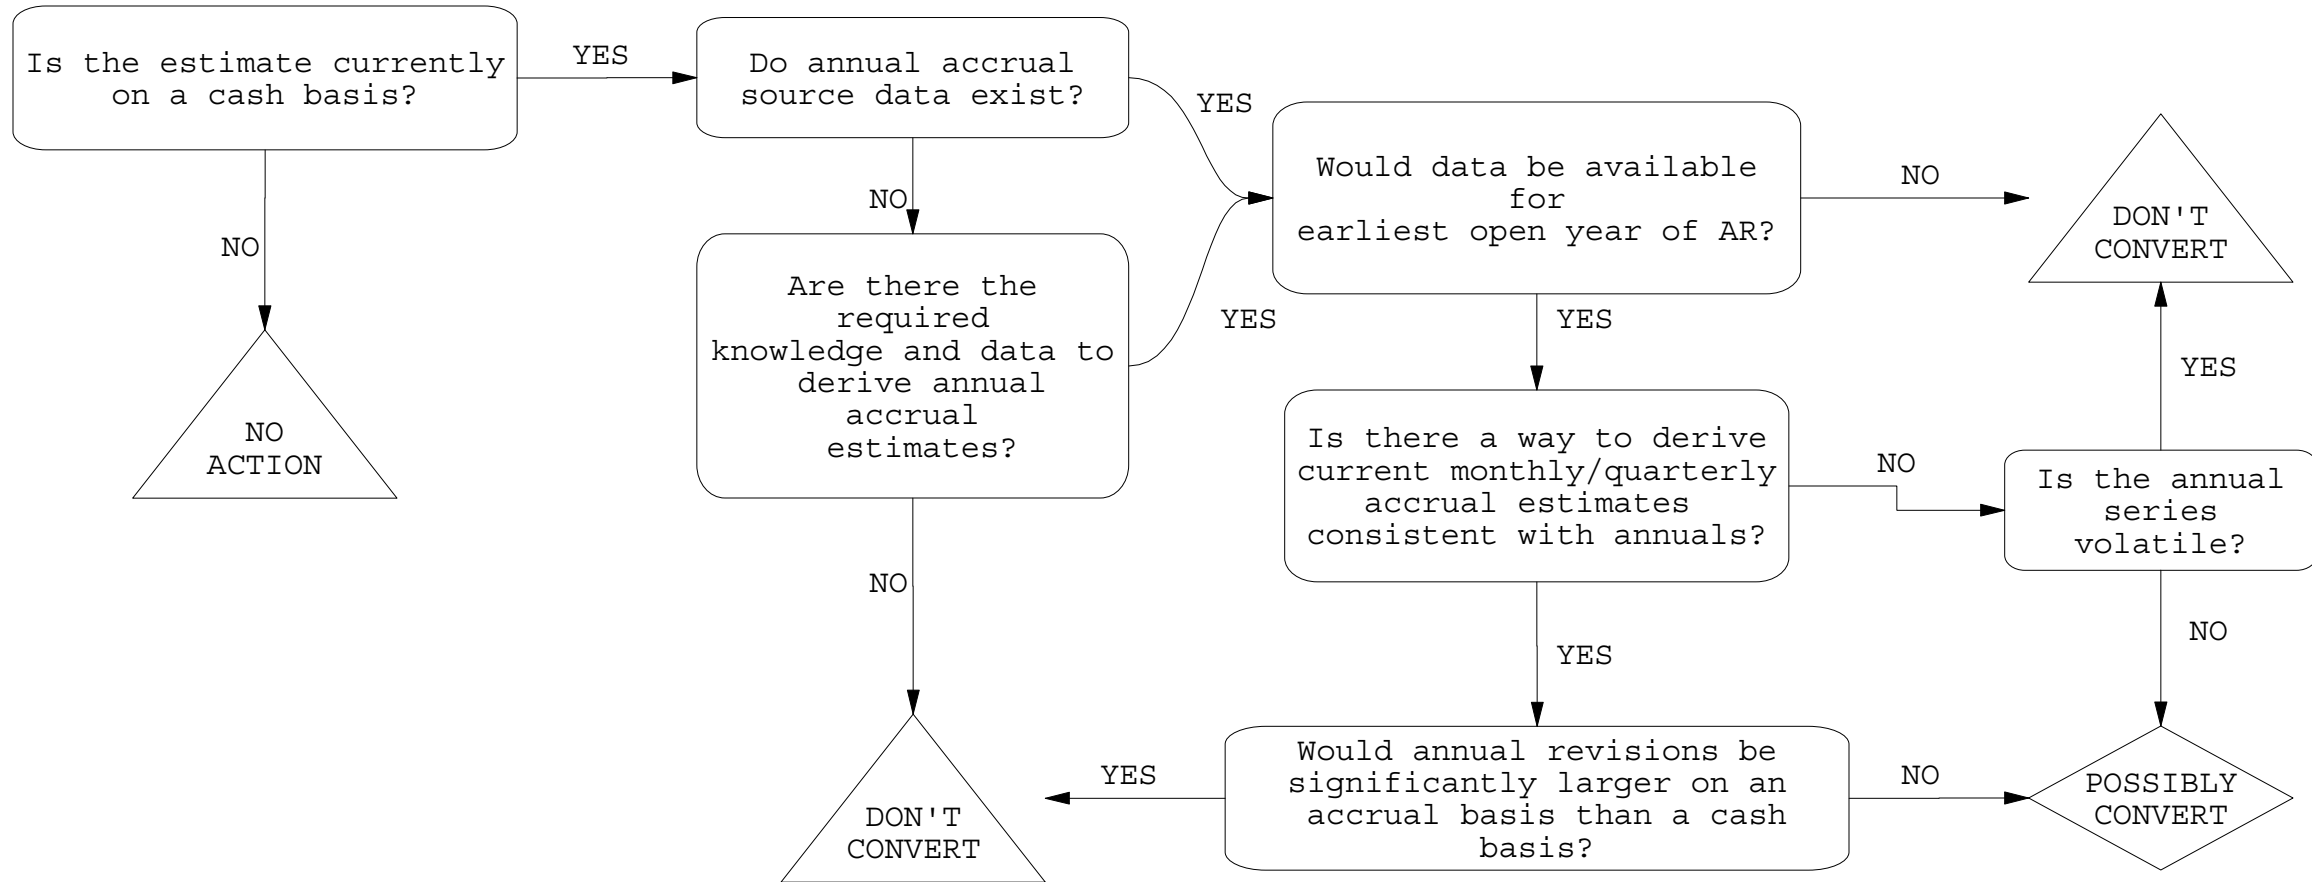 Is the estimate currently
on a cash basis?
YES
NO
NO
ACTION
Do annual accrual
source data exist?
YES
NO
Are there the
required
knowledge and data to
derive annual
accrual
estimates?
YES
NO
DON'T
CONVERT
Would data be available
for
earliest open year of AR?
NO
YES
DON'T
CONVERT
Is there a way to derive
current monthly/quarterly
accrual estimates
consistent with annuals?
NO
YES
Is the annual
series
volatile?
YES
NO
Would annual revisions be
significantly larger on an
accrual basis than a cash
basis?
YES
NO
POSSIBLY
CONVERT